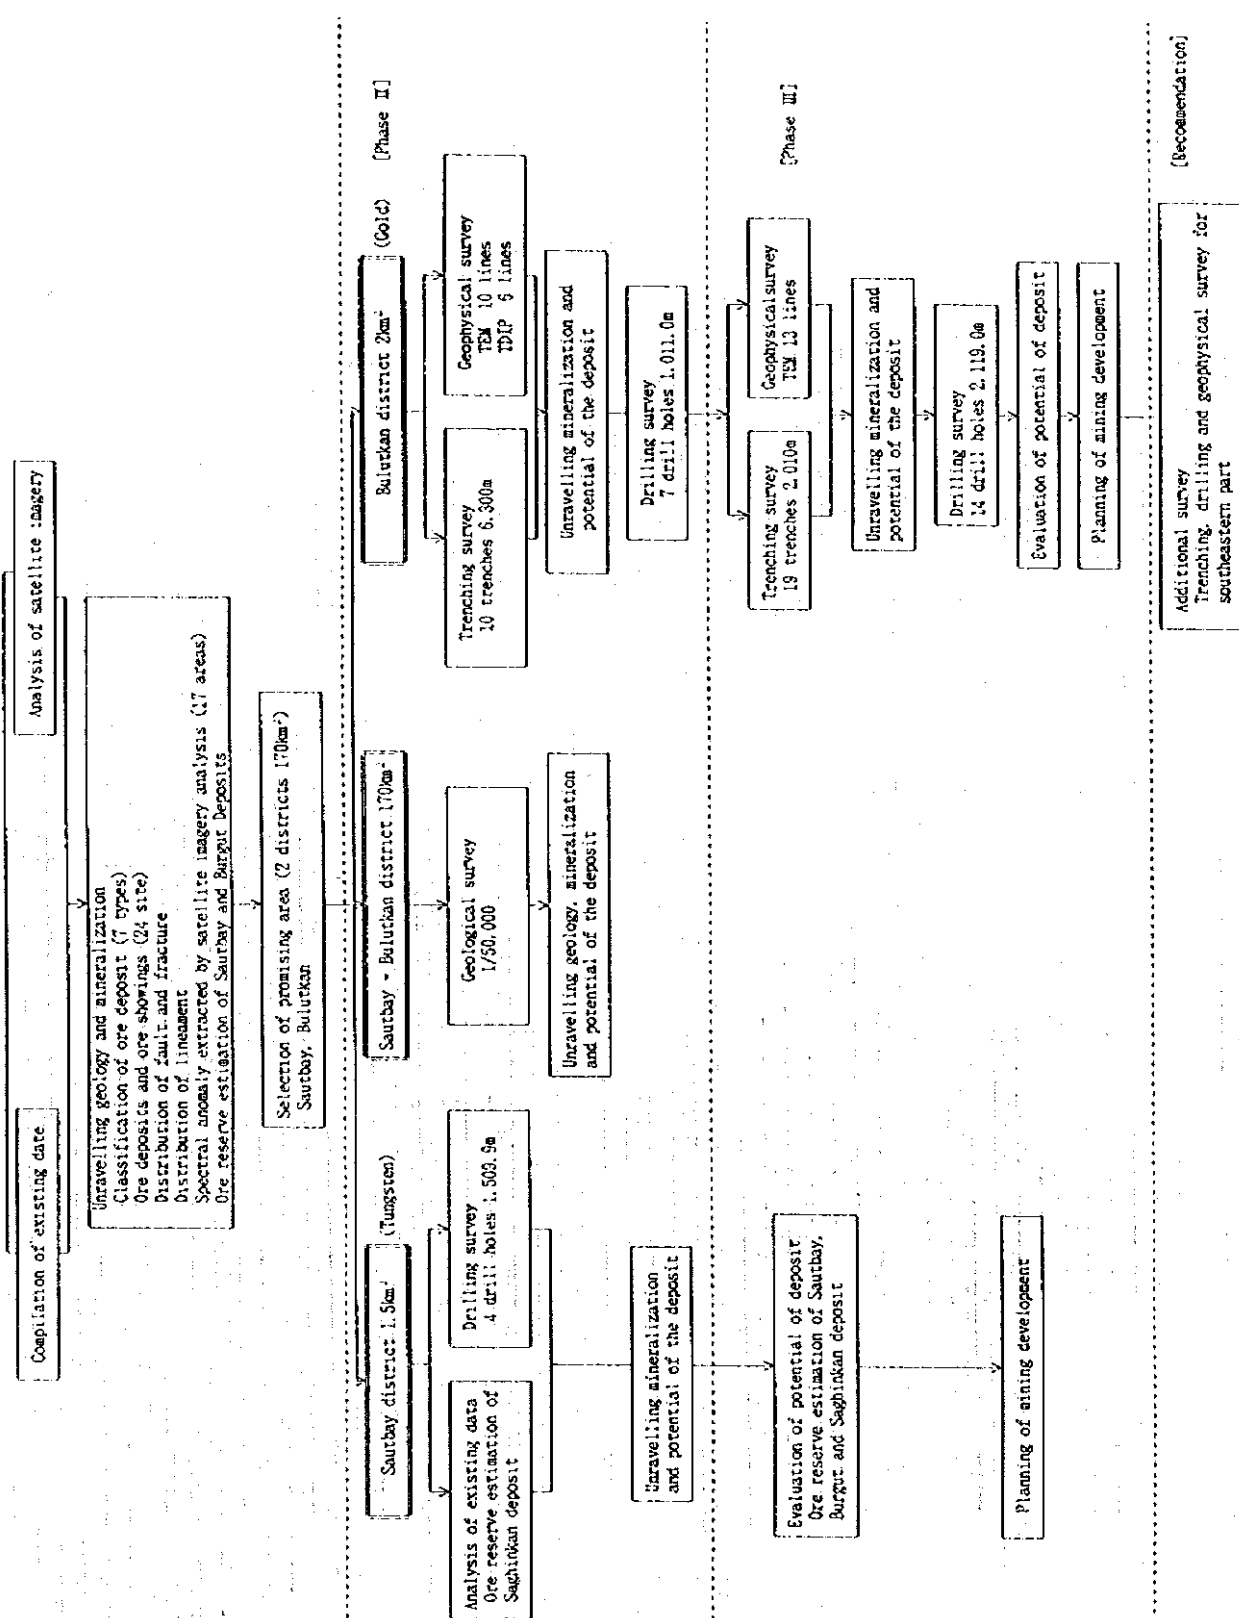 Compilation of existing date
Analysis of satellite imagery
Unravelling geology and mineralization
Classification of ore deposit (7 types)
Ore deposits and ore showings (24 site)
Distribution of fault and fracture
Distribution of lineament
Spectral anomaly extracted by satellite imagery analysis (17 areas)
Ore reserve estimation of Sautbay and Burgut Deposits
Selection of promising area (2 districts 170km²)
Sautbay, Bulutkan
[Phase II]
Sautbay district 1.5km² (Tungsten)
Sautbay - Bulutkan district 170km²
Bulutkan district 2km² (Gold)
Analysis of existing data
Ore reserve estimation of
Saghinkan deposit
Drilling survey
4 drill holes 1.509.9m
Geological survey
1/50,000
Trenching survey
10 trenches 6.300m
Geophysical survey
TEM 10 lines
TDIP 6 lines
Unravelling geology, mineralization
and potential of the deposit
Unravelling mineralization and
potential of the deposit
Unravelling mineralization
and potential of the deposit
Drilling survey
7 drill holes 1.011.0m
[Phase III]
Evaluation of potential of deposit
Ore reserve estimation of Sautbay,
Burgut and Saghinkan deposit
Trenching survey
19 trenches 2.010m
Geophysical survey
TEM 13 lines
Unravelling mineralization and
potential of the deposit
Drilling survey
14 drill holes 2.119.0m
Evaluation of potential of deposit
Planning of mining development
Planning of mining development
[Recommendation]
Additional survey
Trenching, drilling and geophysical survey for
southeastern part